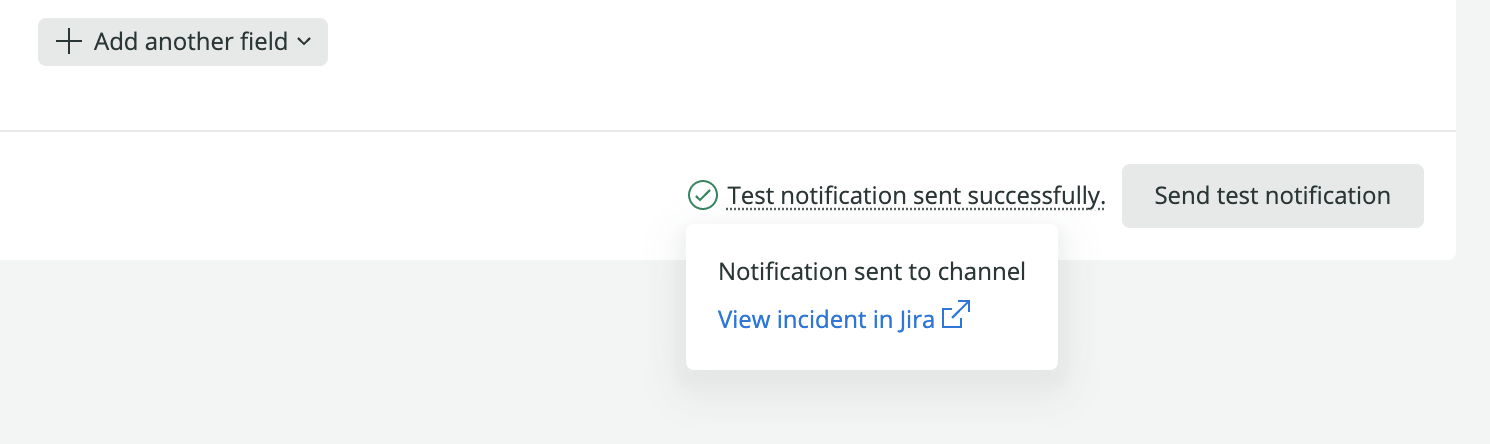 Add another field
Test notification sent successfully.
Send test notification
Notification sent to channel
View incident in Jira